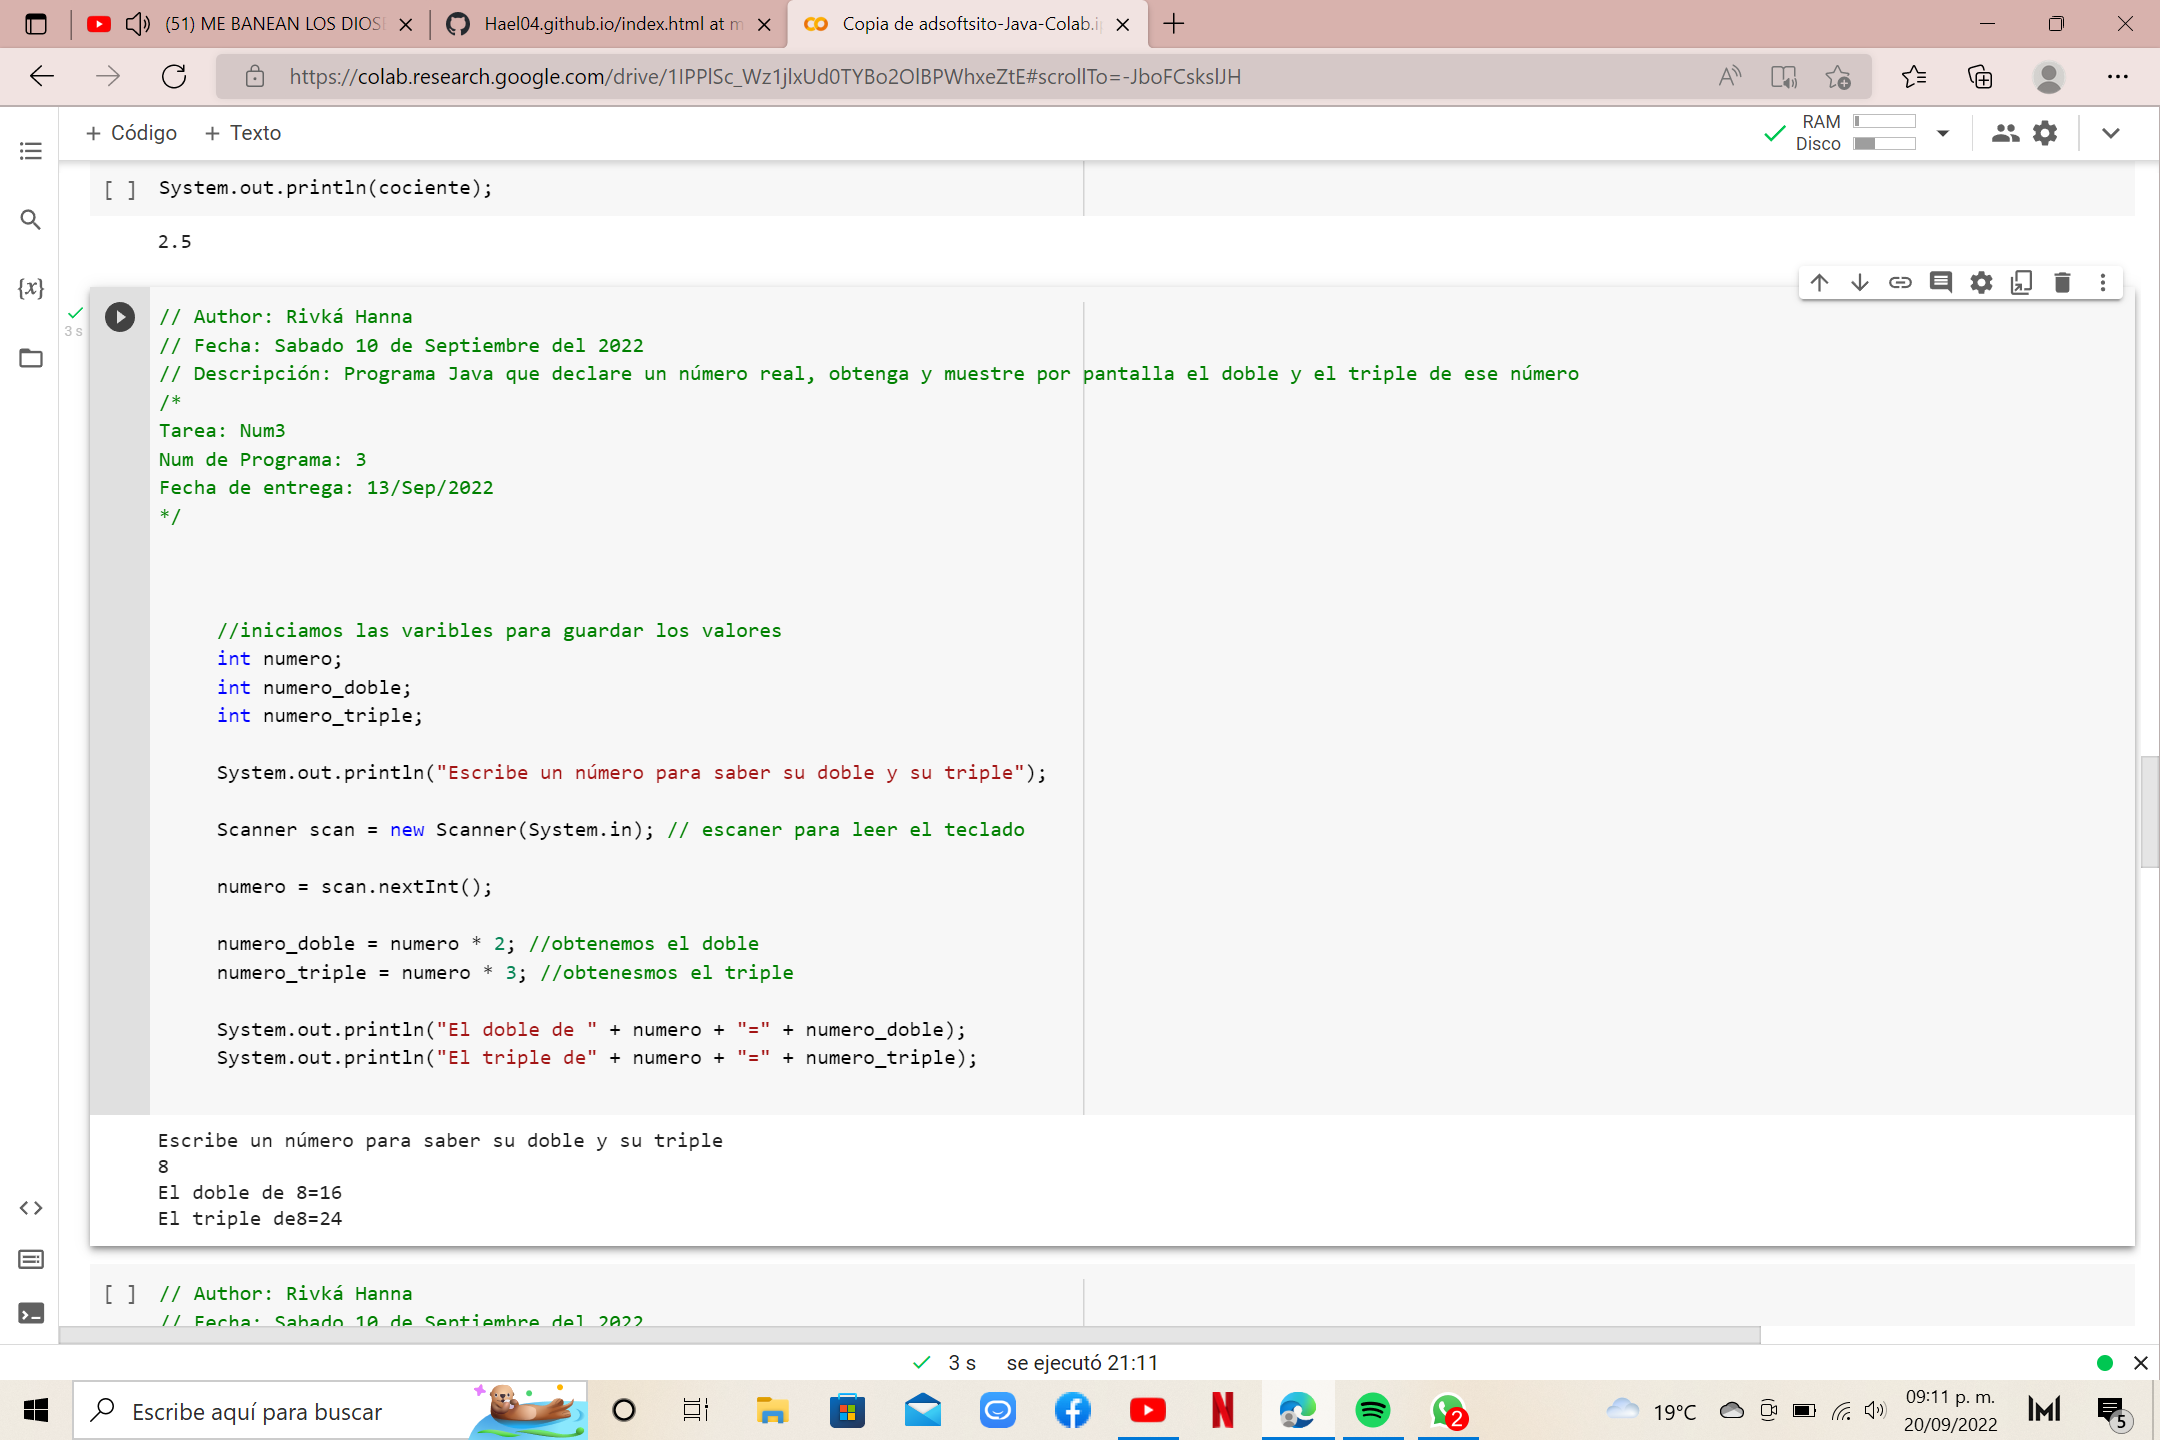 (51) ME BANEAN LOS DIOS
Hael04.github.io/index.html at m
Copia de adsoftsito-Java-Colab.i
https://colab.research.google.com/drive/1IPPlSc_Wz1jlxUd0TYBo2OlBPWhxeZtE#scrollTo=-JboFCskslJH
+ Código + Texto
RAM
Disco
[ ] System.out.println(cociente);
2.5
3 s
// Author: Rivká Hanna
// Fecha: Sabado 10 de Septiembre del 2022
// Descripción: Programa Java que declare un número real, obtenga y muestre por pantalla el doble y el triple de ese número
/*
Tarea: Num3
Num de Programa: 3
Fecha de entrega: 13/Sep/2022
*/
//iniciamos las varibles para guardar los valores
int numero;
int numero_doble;
int numero_triple;
System.out.println("Escribe un número para saber su doble y su triple");
Scanner scan = new Scanner(System.in); // escaner para leer el teclado
numero = scan.nextInt();
numero_doble = numero * 2; //obtenemos el doble
numero_triple = numero * 3; //obtenesmos el triple
System.out.println("El doble de " + numero + "=" + numero_doble);
System.out.println("El triple de" + numero + "=" + numero_triple);
Escribe un número para saber su doble y su triple
8
El doble de 8=16
El triple de8=24
[ ] // Author: Rivká Hanna
// Fecha: Sabado 10 de Septiembre del 2022
3 s se ejecutó 21:11
Escribe aquí para buscar
2
19°C
09:11 p. m.
20/09/2022
5